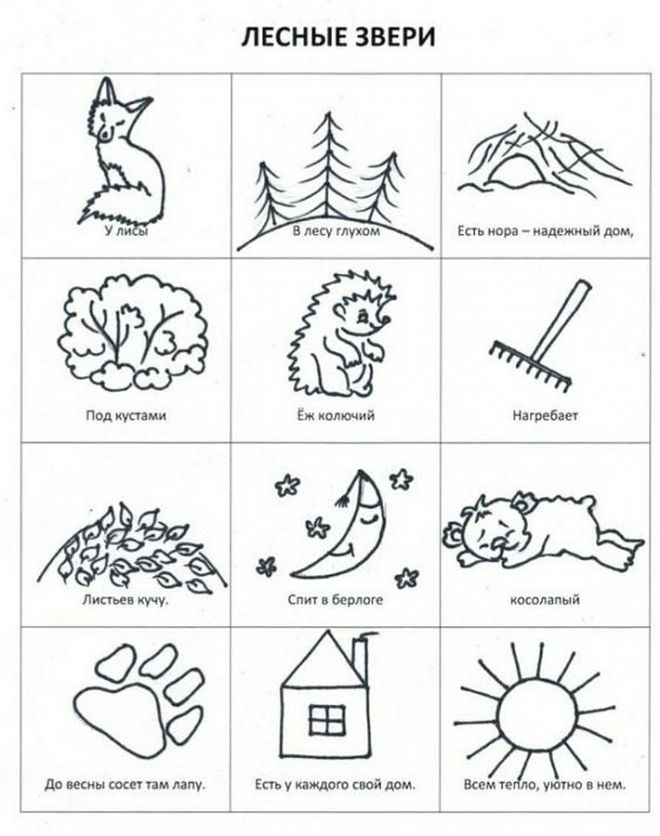 ЛЕСНЫЕ ЗВЕРИ
У лисы
В лесу глухом
Есть нора – надежный дом,
Под кустами
Ёж колючий
Нагребает
Листьев кучу.
Спит в берлоге
косолапый
До весны сосет там лапу.
Есть у каждого свой дом.
Всем тепло, уютно в нем.